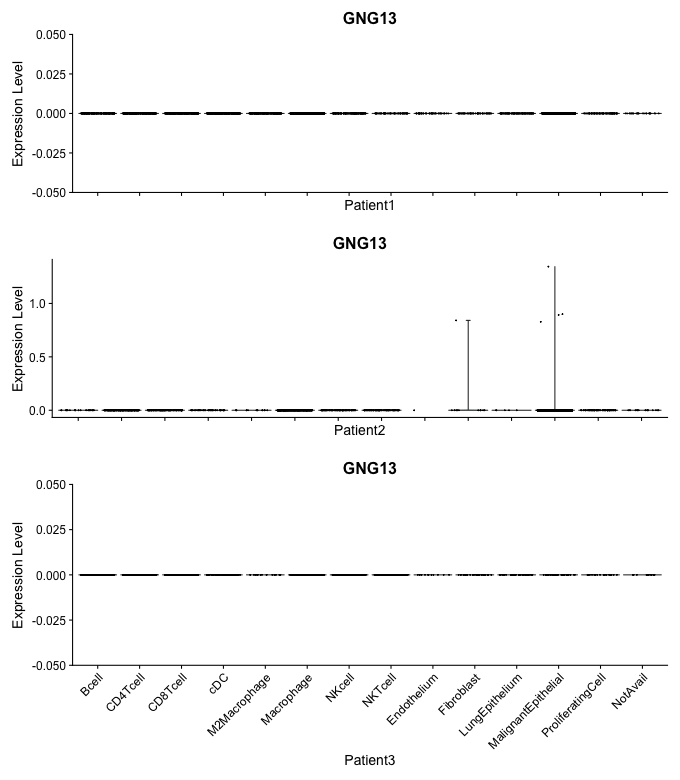 GNG13
Expression Level
0.050
0.025
0.000
-0.025
-0.050
Patient1
GNG13
Expression Level
1.0
0.5
0.0
Patient2
GNG13
Expression Level
0.050
0.025
0.000
-0.025
-0.050
Bcell
CD4Tcell
CD8Tcell
cDC
M2Macrophage
Macrophage
NKcell
NKTcell
Endothelium
Fibroblast
LungEpithelium
MalignantEpithelial
ProliferatingCell
NotAvail
Patient3